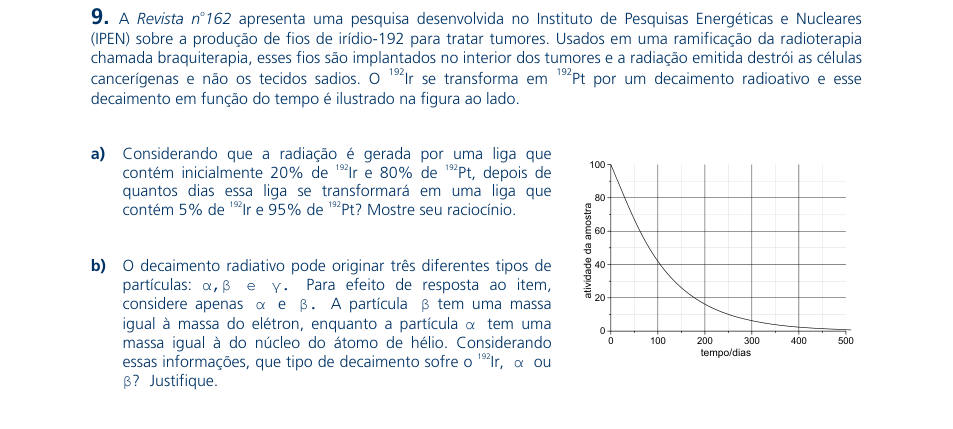 9. A Revista n°162 apresenta uma pesquisa desenvolvida no Instituto de Pesquisas Energéticas e Nucleares
(IPEN) sobre a produção de fios de irídio-192 para tratar tumores. Usados em uma ramificação da radioterapia
chamada braquiterapia, esses fios são implantados no interior dos tumores e a radiação emitida destrói as células
cancerígenas e não os tecidos sadios. O ¹⁹²Ir se transforma em ¹⁹²Pt por um decaimento radioativo e esse
decaimento em função do tempo é ilustrado na figura ao lado.
a) Considerando que a radiação é gerada por uma liga que
contém inicialmente 20% de ¹⁹²Ir e 80% de ¹⁹²Pt, depois de
quantos dias essa liga se transformará em uma liga que
contém 5% de ¹⁹²Ir e 95% de ¹⁹²Pt? Mostre seu raciocínio.
b) O decaimento radiativo pode originar três diferentes tipos de
partículas: α, β e γ. Para efeito de resposta ao item,
considere apenas α e β. A partícula β tem uma massa
igual à massa do elétron, enquanto a partícula α tem uma
massa igual à do núcleo do átomo de hélio. Considerando
essas informações, que tipo de decaimento sofre o ¹⁹²Ir, α ou
β? Justifique.
atividade da amostra
100
80
60
40
20
0
0 100 200 300 400 500
tempo/dias